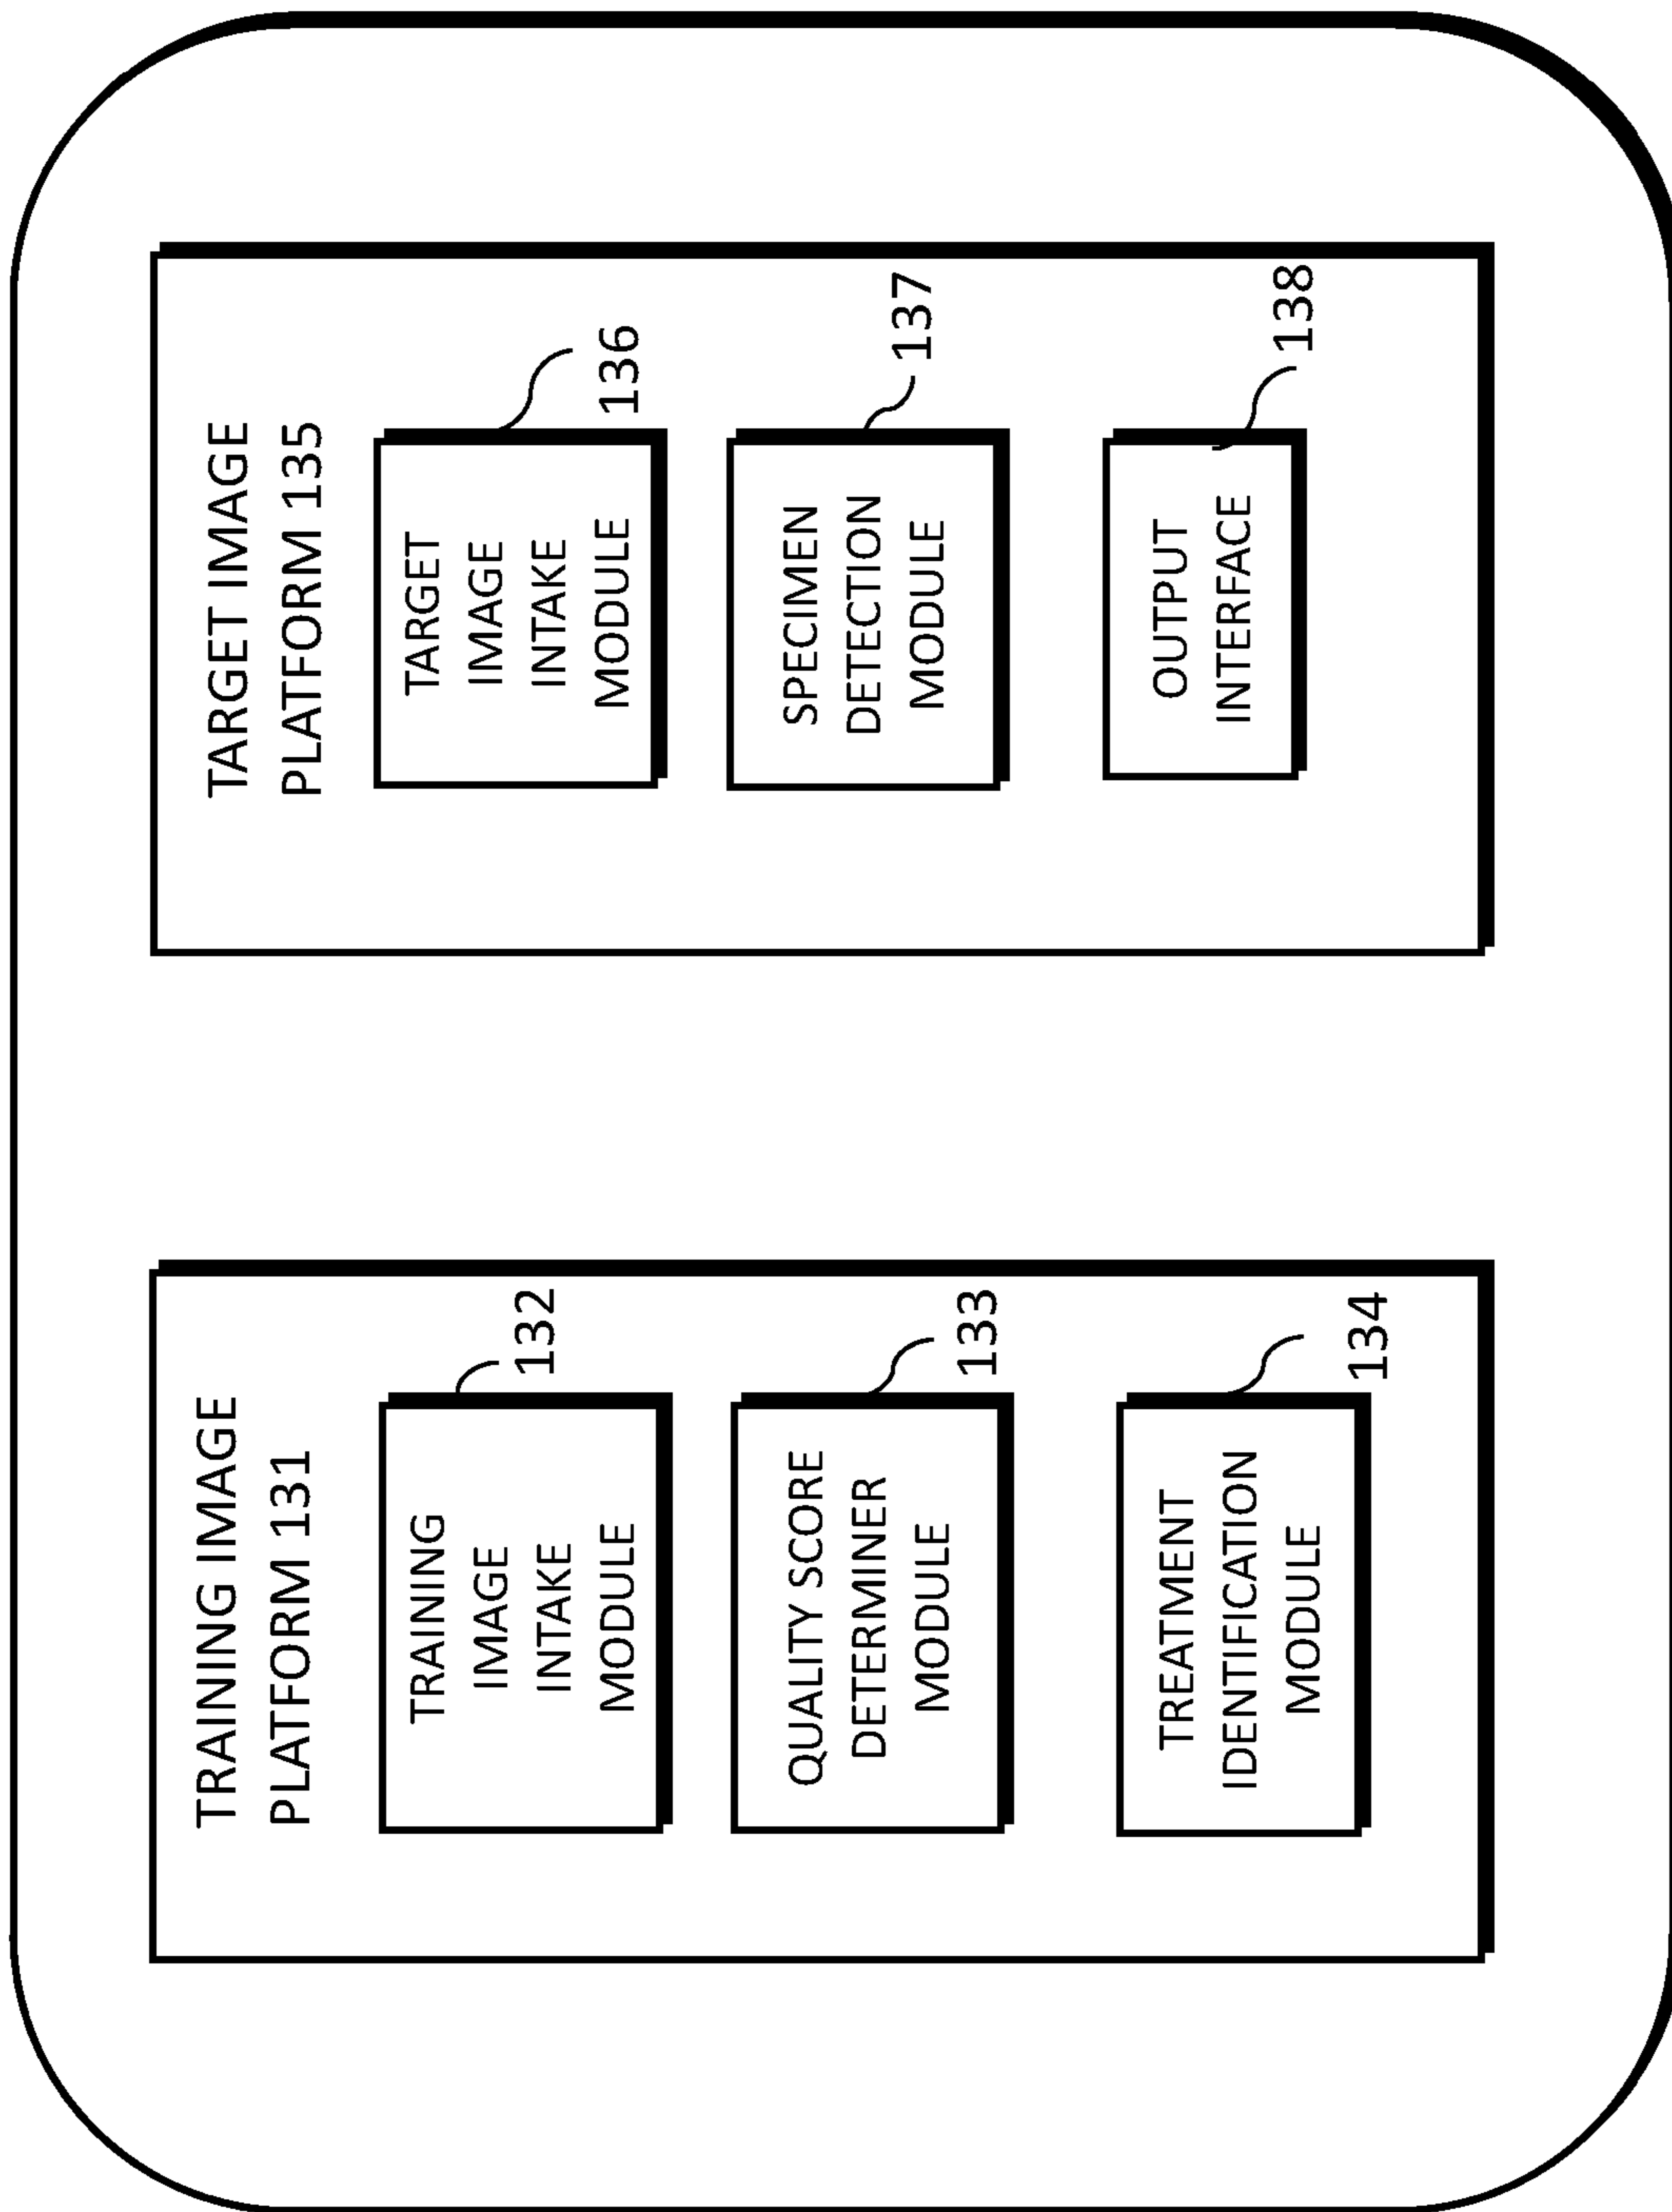 TRAINING IMAGE
PLATFORM 131
TRAINING
IMAGE
INTAKE
MODULE
132
QUALITY SCORE
DETERMINER
MODULE
133
TREATMENT
IDENTIFICATION
MODULE
134
TARGET IMAGE
PLATFORM 135
TARGET
IMAGE
INTAKE
MODULE
136
SPECIMEN
DETECTION
MODULE
137
OUTPUT
INTERFACE
138